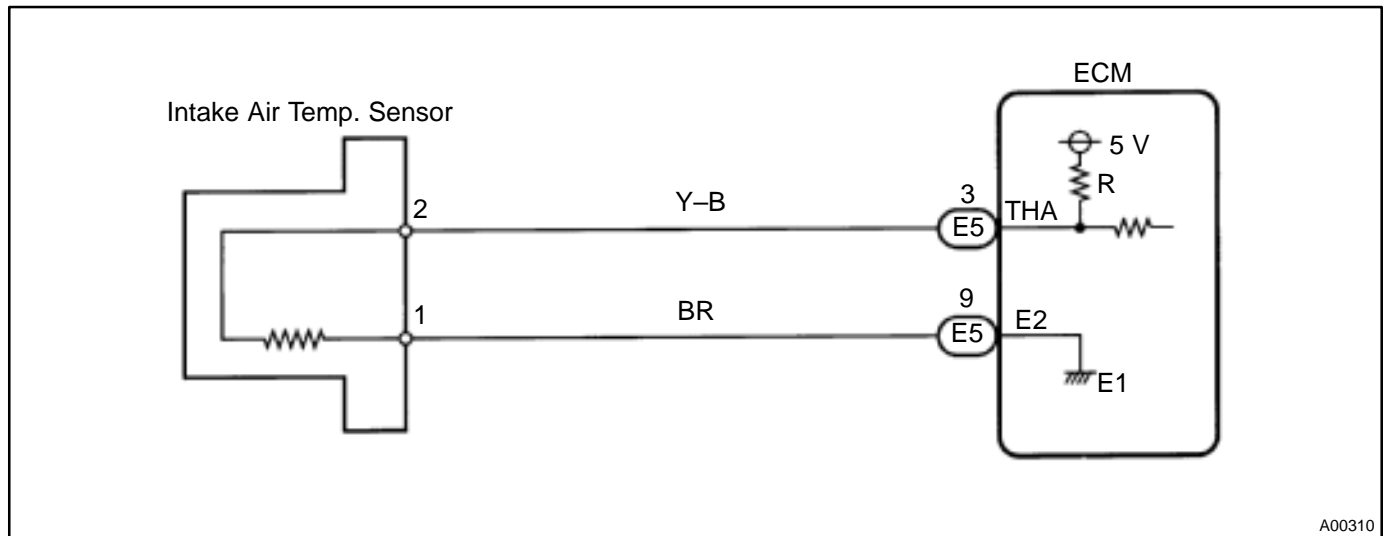 ECM
Intake Air Temp. Sensor
5 V
R
2
Y–B
3
E5
THA
1
BR
9
E5
E2
E1
A00310